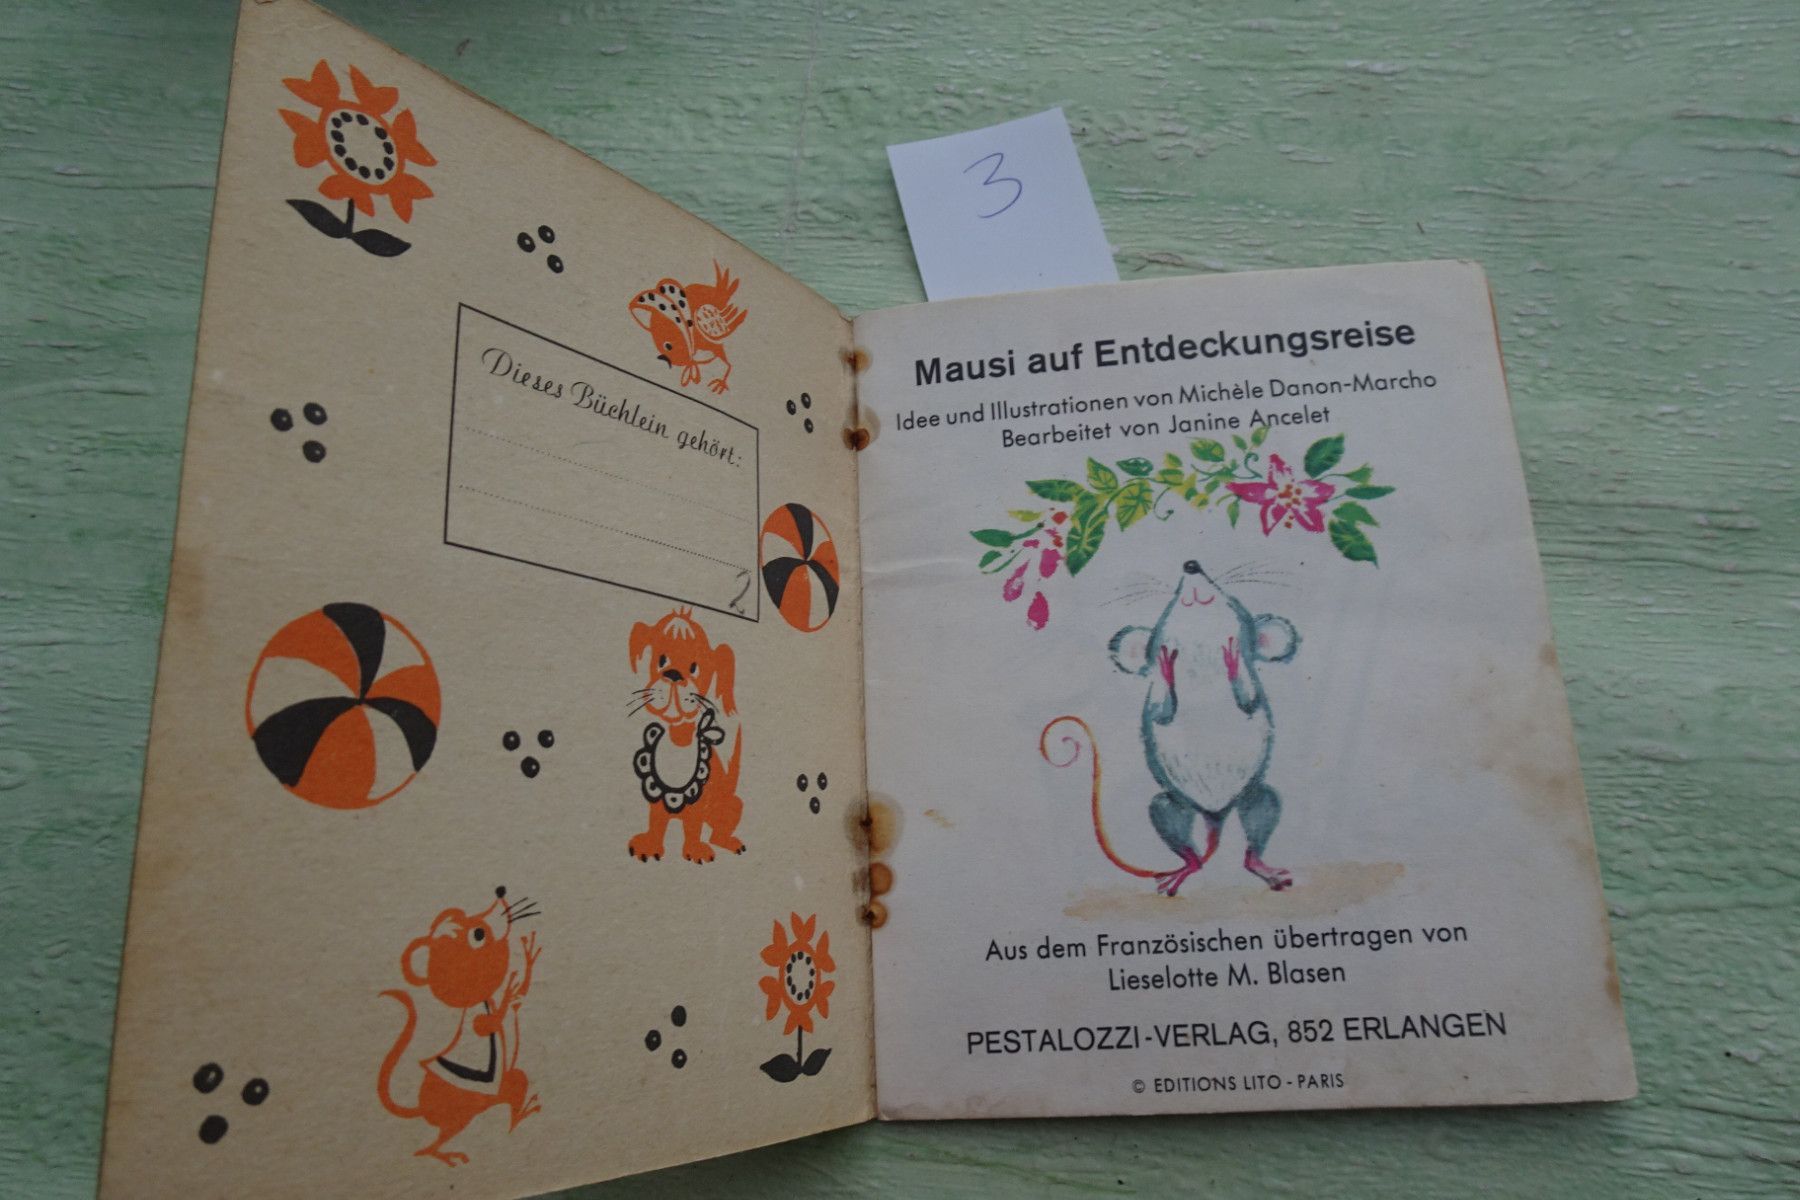 Dieses Büchlein gehört:
2
3
Mausi auf Entdeckungsreise
Idee und Illustrationen von Michèle Danon-Marcho
Bearbeitet von Janine Ancelet
Aus dem Französischen übertragen von
Lieselotte M. Blasen
PESTALOZZI-VERLAG, 852 ERLANGEN
© EDITIONS LITO - PARIS